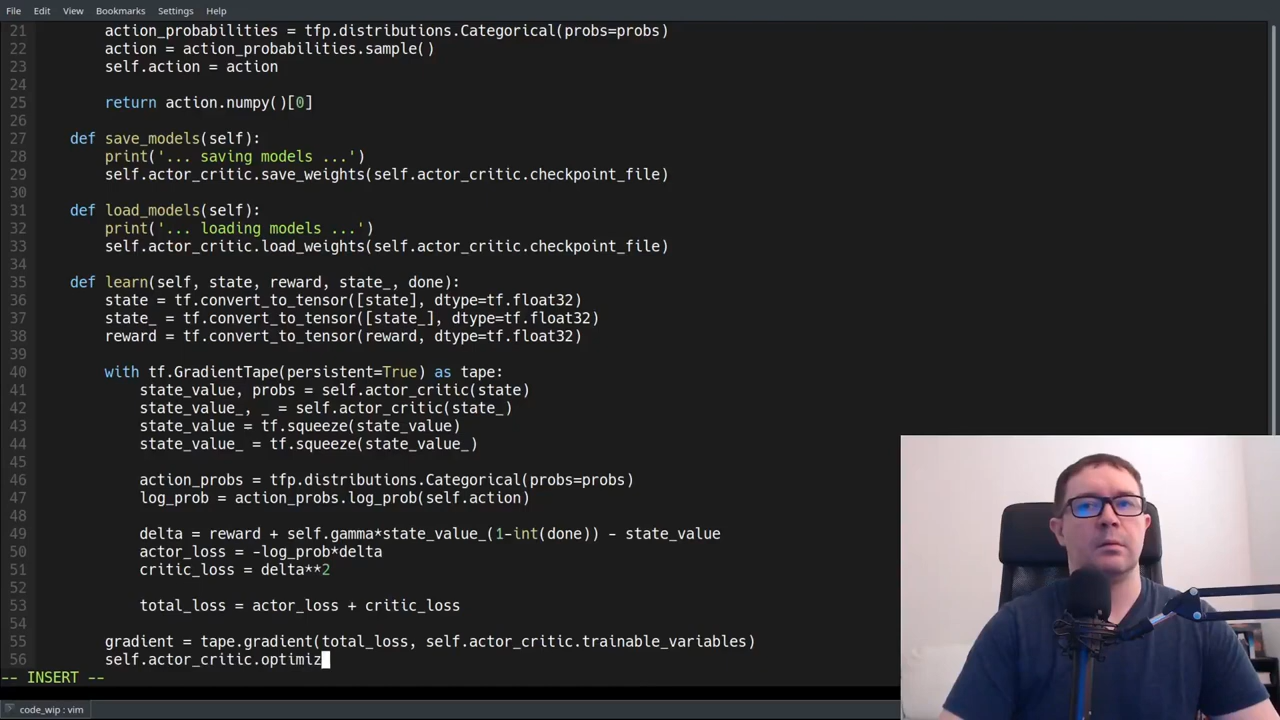 File Edit View Bookmarks Settings Help
21         action_probabilities = tfp.distributions.Categorical(probs=probs)
22         action = action_probabilities.sample()
23         self.action = action
24
25         return action.numpy()[0]
26
27     def save_models(self):
28         print('... saving models ...')
29         self.actor_critic.save_weights(self.actor_critic.checkpoint_file)
30
31     def load_models(self):
32         print('... loading models ...')
33         self.actor_critic.load_weights(self.actor_critic.checkpoint_file)
34
35     def learn(self, state, reward, state_, done):
36         state = tf.convert_to_tensor([state], dtype=tf.float32)
37         state_ = tf.convert_to_tensor([state_], dtype=tf.float32)
38         reward = tf.convert_to_tensor(reward, dtype=tf.float32)
39
40         with tf.GradientTape(persistent=True) as tape:
41             state_value, probs = self.actor_critic(state)
42             state_value_, _ = self.actor_critic(state_)
43             state_value = tf.squeeze(state_value)
44             state_value_ = tf.squeeze(state_value_)
45
46             action_probs = tfp.distributions.Categorical(probs=probs)
47             log_prob = action_probs.log_prob(self.action)
48
49             delta = reward + self.gamma*state_value_(1-int(done)) - state_value
50             actor_loss = -log_prob*delta
51             critic_loss = delta**2
52
53             total_loss = actor_loss + critic_loss
54
55         gradient = tape.gradient(total_loss, self.actor_critic.trainable_variables)
56         self.actor_critic.optimiz
-- INSERT --
code_wip : vim